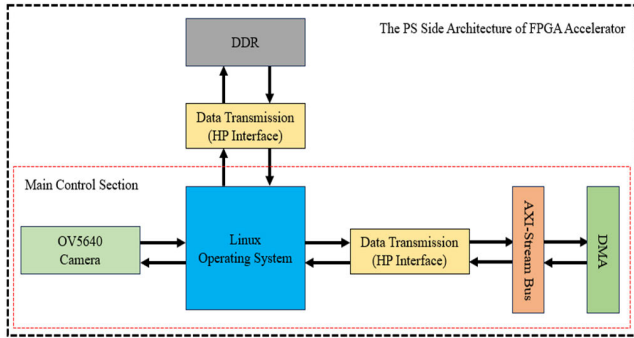 The PS Side Architecture of FPGA Accelerator
DDR
Data Transmission
(HP Interface)
Main Control Section
OV5640
Camera
Linux
Operating System
Data Transmission
(HP Interface)
AXI-Stream Bus
DMA